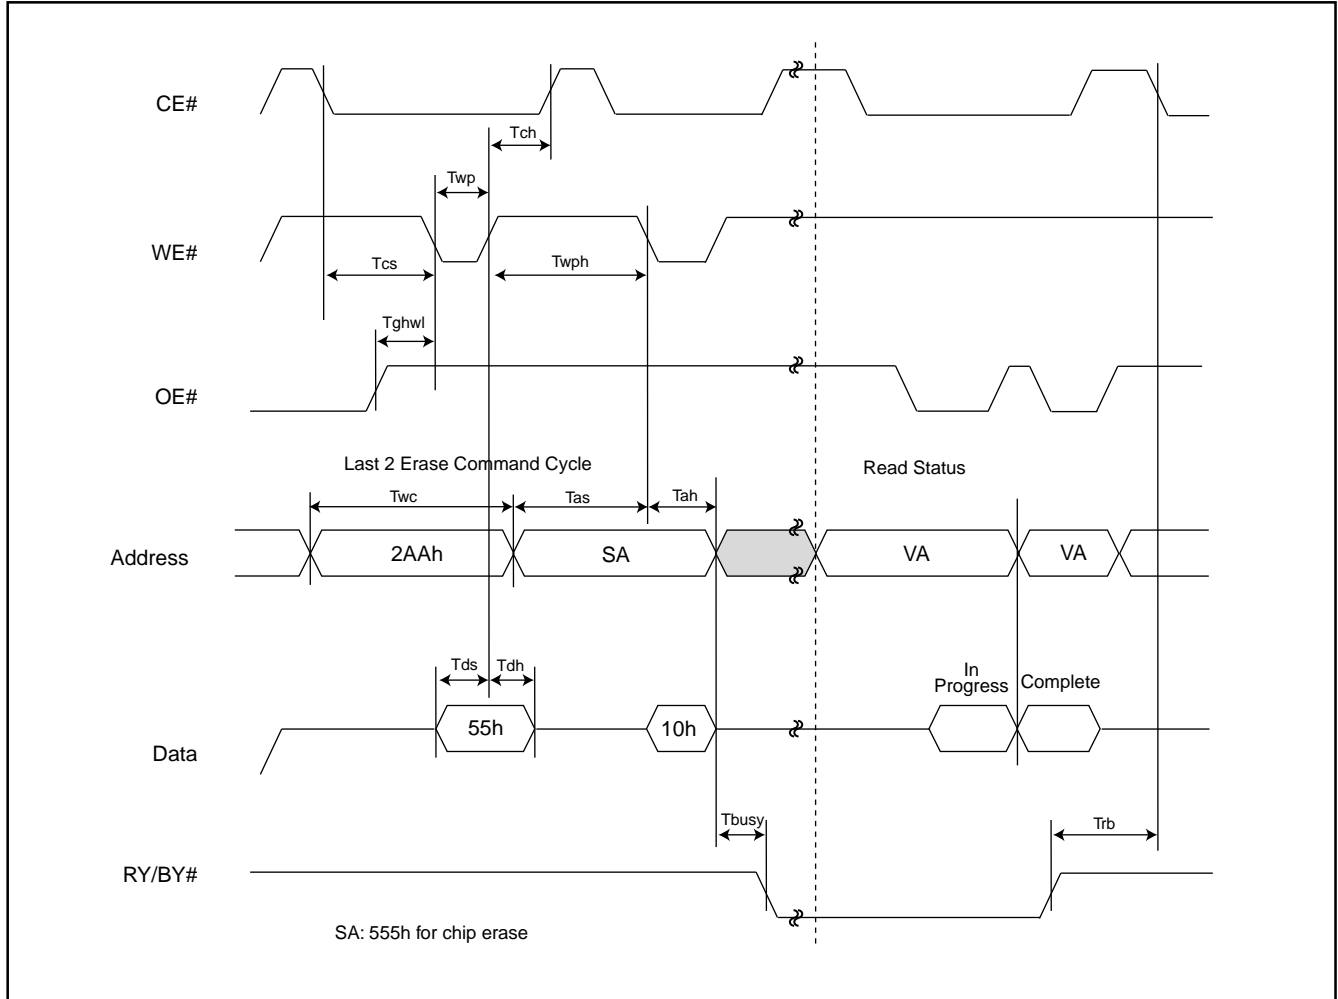 CE#
Tch
Twp
WE#
Tcs
Twph
Tghwl
OE#
Last 2 Erase Command Cycle
Read Status
Twc
Tas
Tah
Address
2AAh
SA
VA
VA
Tds
Tdh
In
Progress
Complete
Data
55h
10h
Tbusy
Trb
RY/BY#
SA: 555h for chip erase